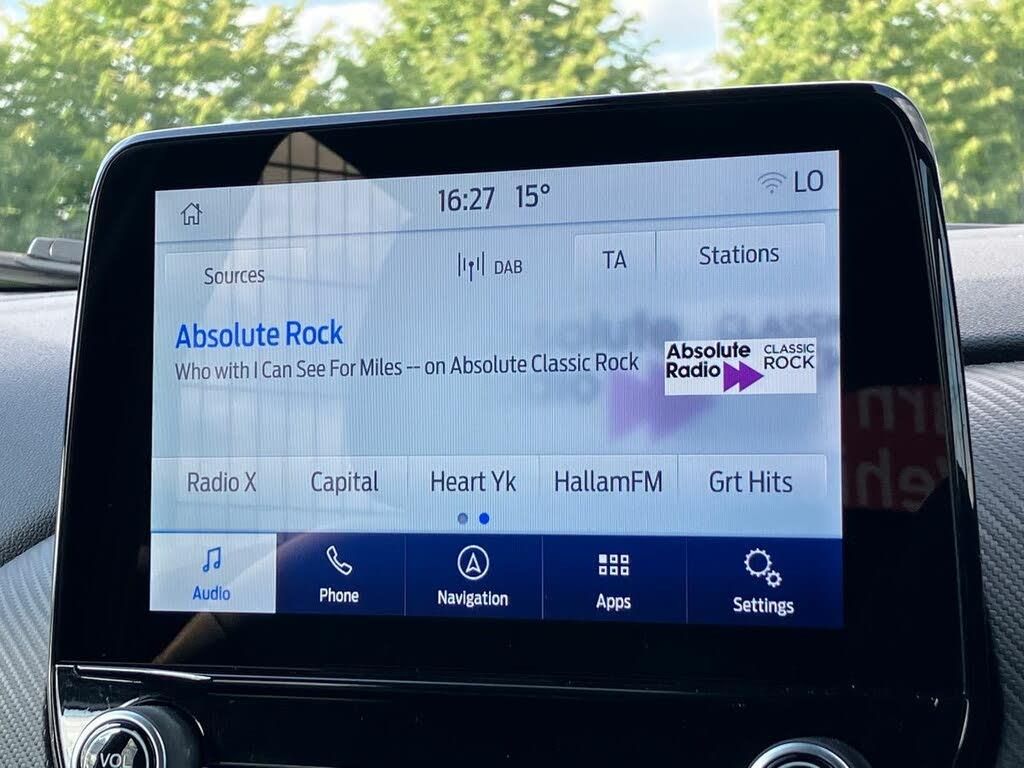 16:27 15°
LO
Sources
DAB
TA
Stations
Absolute Rock
Who with I Can See For Miles -- on Absolute Classic Rock
Absolute Radio
CLASSIC ROCK
Radio X
Capital
Heart Yk
HallamFM
Grt Hits
Audio
Phone
Navigation
Apps
Settings
VOL